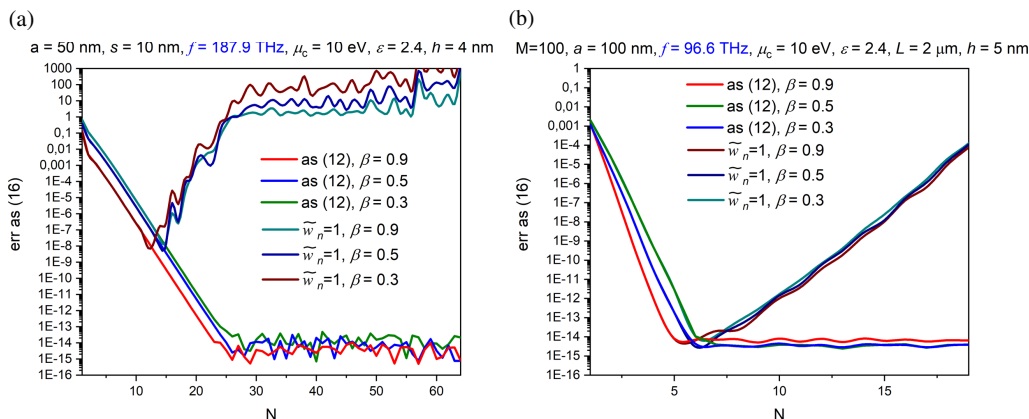 (a)
a = 50 nm, s = 10 nm, f = 187.9 THz, μc = 10 eV, ε = 2.4, h = 4 nm
err as (16)
1000
100
10
1
0,1
0,01
0,001
1E-4
1E-5
1E-6
1E-7
1E-8
1E-9
1E-10
1E-11
1E-12
1E-13
1E-14
1E-15
1E-16
as (12), β = 0.9
as (12), β = 0.5
as (12), β = 0.3
w̃n=1, β = 0.9
w̃n=1, β = 0.5
w̃n=1, β = 0.3
10 20 30 40 50 60
N
(b)
M=100, a = 100 nm, f = 96.6 THz, μc = 10 eV, ε = 2.4, L = 2 μm, h = 5 nm
err as (16)
1000
100
10
1
0,1
0,01
0,001
1E-4
1E-5
1E-6
1E-7
1E-8
1E-9
1E-10
1E-11
1E-12
1E-13
1E-14
1E-15
1E-16
as (12), β = 0.9
as (12), β = 0.5
as (12), β = 0.3
w̃n=1, β = 0.9
w̃n=1, β = 0.5
w̃n=1, β = 0.3
5 10 15
N